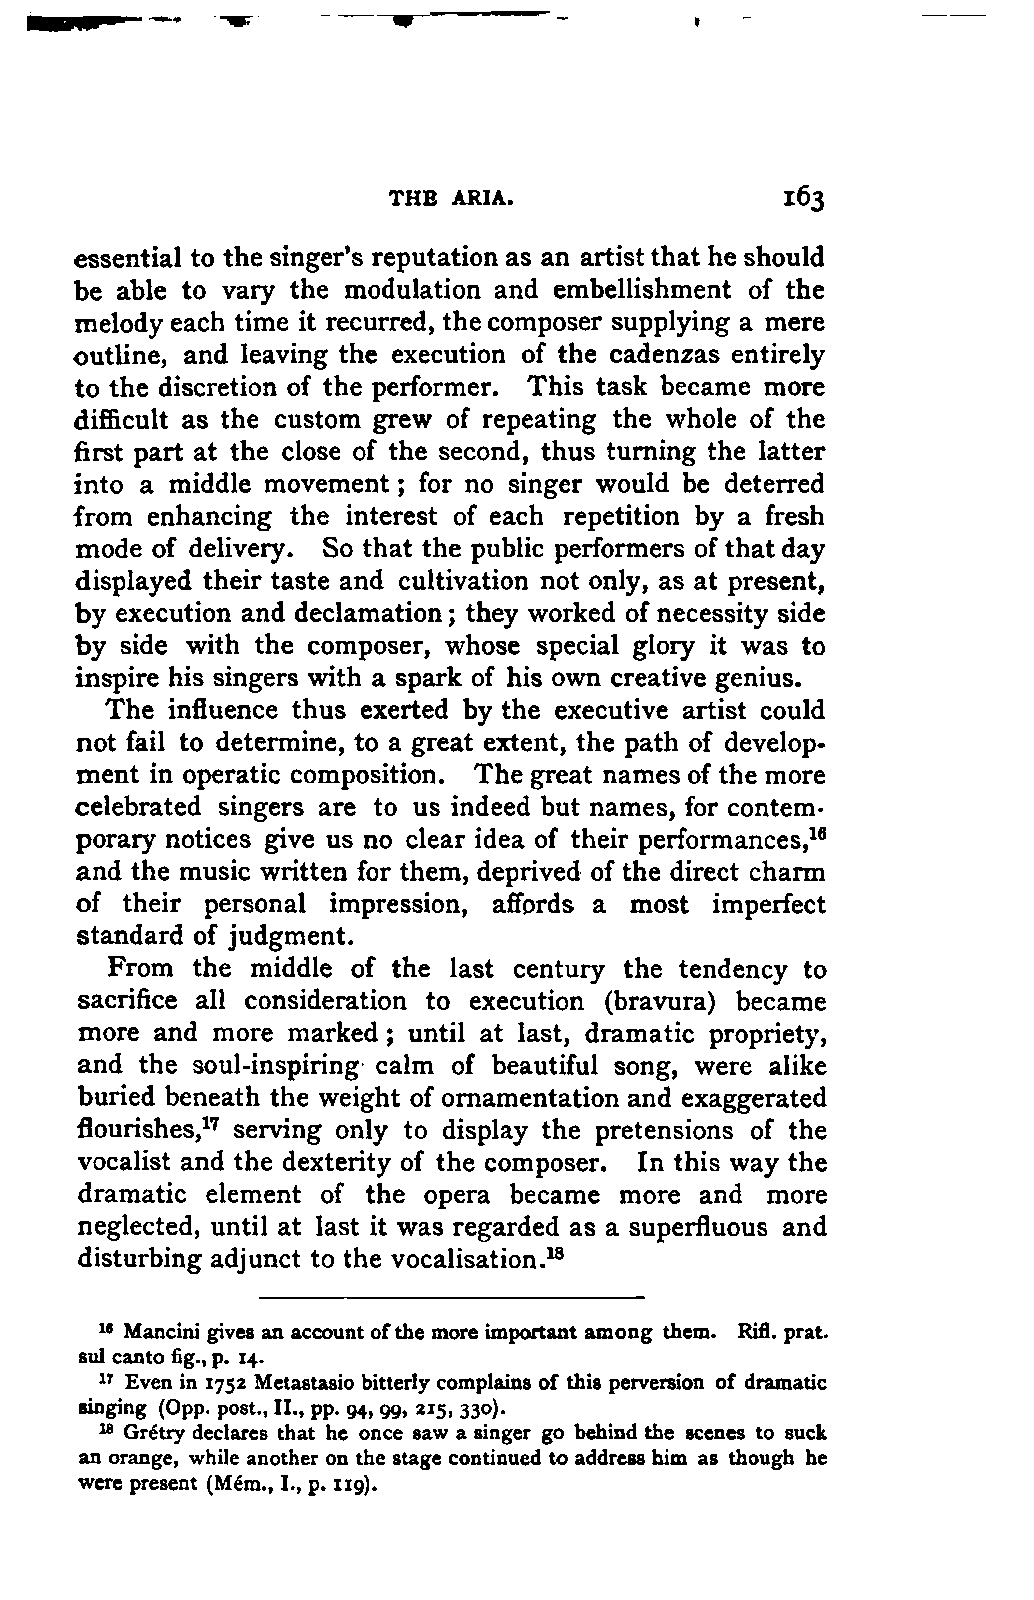 THE ARIA. 163
essential to the singer's reputation as an artist that he should
be able to vary the modulation and embellishment of the
melody each time it recurred, the composer supplying a mere
outline, and leaving the execution of the cadenzas entirely
to the discretion of the performer. This task became more
difficult as the custom grew of repeating the whole of the
first part at the close of the second, thus turning the latter
into a middle movement ; for no singer would be deterred
from enhancing the interest of each repetition by a fresh
mode of delivery. So that the public performers of that day
displayed their taste and cultivation not only, as at present,
by execution and declamation ; they worked of necessity side
by side with the composer, whose special glory it was to
inspire his singers with a spark of his own creative genius.
The influence thus exerted by the executive artist could
not fail to determine, to a great extent, the path of develop-
ment in operatic composition. The great names of the more
celebrated singers are to us indeed but names, for contem-
porary notices give us no clear idea of their performances,¹⁶
and the music written for them, deprived of the direct charm
of their personal impression, affords a most imperfect
standard of judgment.
From the middle of the last century the tendency to
sacrifice all consideration to execution (bravura) became
more and more marked ; until at last, dramatic propriety,
and the soul-inspiring calm of beautiful song, were alike
buried beneath the weight of ornamentation and exaggerated
flourishes,¹⁷ serving only to display the pretensions of the
vocalist and the dexterity of the composer. In this way the
dramatic element of the opera became more and more
neglected, until at last it was regarded as a superfluous and
disturbing adjunct to the vocalisation.¹⁸
¹⁶ Mancini gives an account of the more important among them. Rifl. prat.
sul canto fig., p. 14.
¹⁷ Even in 1752 Metastasio bitterly complains of this perversion of dramatic
singing (Opp. post., II., pp. 94, 99, 215, 330).
¹⁸ Grétry declares that he once saw a singer go behind the scenes to suck
an orange, while another on the stage continued to address him as though he
were present (Mém., I., p. 119).